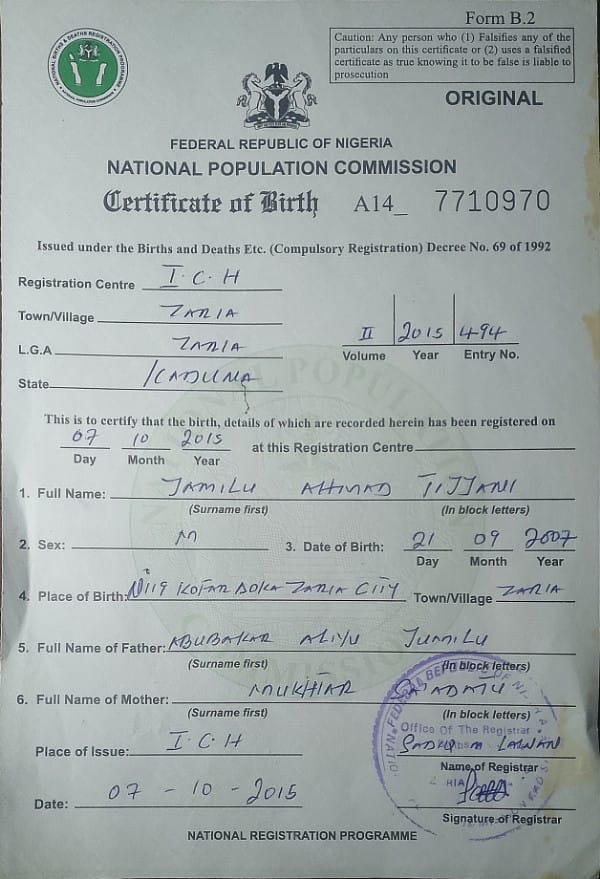 Form B.2
Caution: Any person who (1) Falsifies any of the
particulars on this certificate or (2) uses a falsified
certificate as true knowing it to be false is liable to
prosecution
ORIGINAL
FEDERAL REPUBLIC OF NIGERIA
NATIONAL POPULATION COMMISSION
Certificate of Birth A14_ 7710970
Issued under the Births and Deaths Etc. (Compulsory Registration) Decree No. 69 of 1992
Registration Centre I.C.H
Town/Village ZARIA
L.G.A ZARIA
State KADUNA
II 2015 494
Volume Year Entry No.
This is to certify that the birth, details of which are recorded herein has been registered on
07 10 2015 at this Registration Centre
Day Month Year
1. Full Name: JAMILU AHMAD TIJJANI
(Surname first) (In block letters)
2. Sex: M 3. Date of Birth: 21 09 2007
Day Month Year
4. Place of Birth: KOFAR DOKA ZARIA CITY Town/Village ZARIA
5. Full Name of Father: ABUBAKAR ALIYU JUMILU
(Surname first) (In block letters)
6. Full Name of Mother: MUKHTAR SA'ADATU
(Surname first) (In block letters)
Office Of The Registrar
Place of Issue: I.C.H LAWAN
Name of Registrar
Date: 07 - 10 - 2015
Signature of Registrar
NATIONAL REGISTRATION PROGRAMME